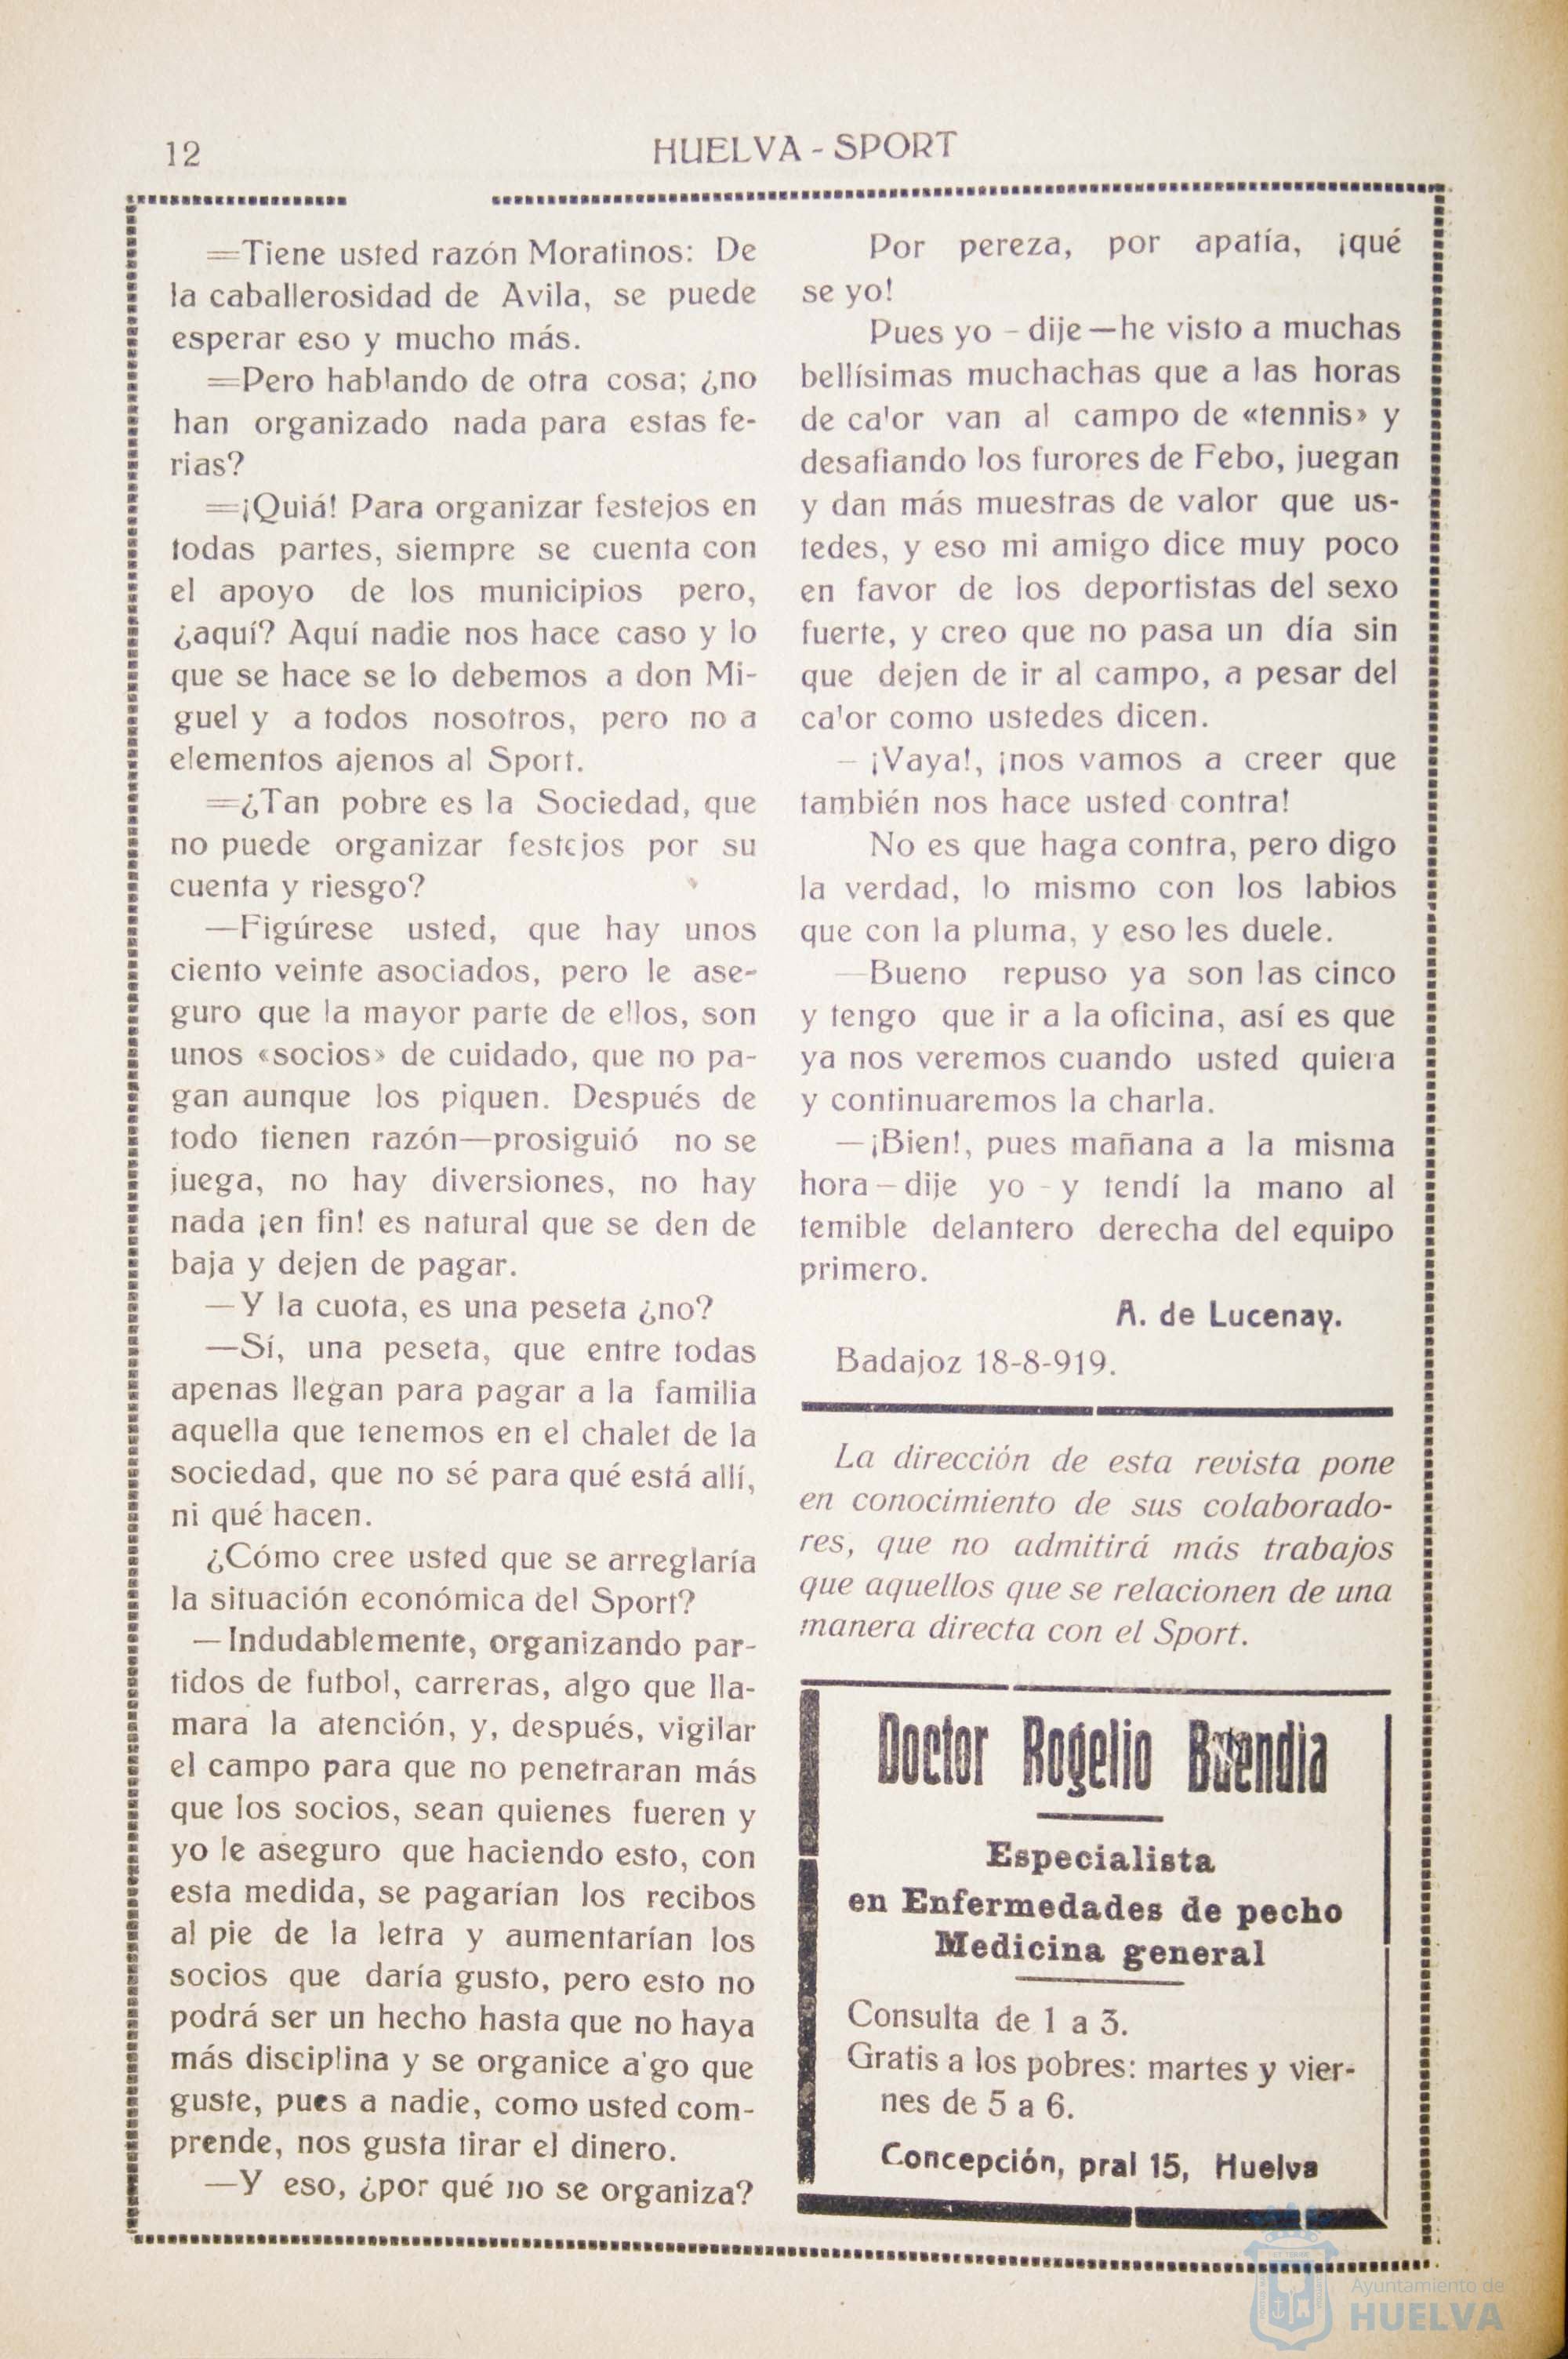 12
HUELVA - SPORT
=Tiene usted razón Moratinos: De
la caballerosidad de Avila, se puede
esperar eso y mucho más.
=Pero hablando de otra cosa; ¿no
han organizado nada para estas fe-
rias?
=¡Quiá! Para organizar festejos en
todas partes, siempre se cuenta con
el apoyo de los municipios pero,
¿aquí? Aquí nadie nos hace caso y lo
que se hace se lo debemos a don Mi-
guel y a todos nosotros, pero no a
elementos ajenos al Sport.
=¿Tan pobre es la Sociedad, que
no puede organizar festejos por su
cuenta y riesgo?
—Figúrese usted, que hay unos
ciento veinte asociados, pero le ase-
guro que la mayor parte de ellos, son
unos «socios» de cuidado, que no pa-
gan aunque los piquen. Después de
todo tienen razón—prosiguió no se
juega, no hay diversiones, no hay
nada ¡en fin! es natural que se den de
baja y dejen de pagar.
—Y la cuota, es una peseta ¿no?
—Sí, una peseta, que entre todas
apenas llegan para pagar a la familia
aquella que tenemos en el chalet de la
sociedad, que no sé para qué está allí,
ni qué hacen.
¿Cómo cree usted que se arreglaría
la situación económica del Sport?
—Indudablemente, organizando par-
tidos de futbol, carreras, algo que lla-
mara la atención, y, después, vigilar
el campo para que no penetraran más
que los socios, sean quienes fueren y
yo le aseguro que haciendo esto, con
esta medida, se pagarían los recibos
al pie de la letra y aumentarían los
socios que daría gusto, pero esto no
podrá ser un hecho hasta que no haya
más disciplina y se organice a'go que
guste, pues a nadie, como usted com-
prende, nos gusta tirar el dinero.
—Y eso, ¿por qué no se organiza?
Por pereza, por apatía, ¡qué
se yo!
Pues yo – dije—he visto a muchas
bellísimas muchachas que a las horas
de ca'or van al campo de «tennis» y
desafiando los furores de Febo, juegan
y dan más muestras de valor que us-
tedes, y eso mi amigo dice muy poco
en favor de los deportistas del sexo
fuerte, y creo que no pasa un día sin
que dejen de ir al campo, a pesar del
ca'or como ustedes dicen.
– ¡Vaya!, ¡nos vamos a creer que
también nos hace usted contra!
No es que haga contra, pero digo
la verdad, lo mismo con los labios
que con la pluma, y eso les duele.
—Bueno repuso ya son las cinco
y tengo que ir a la oficina, así es que
ya nos veremos cuando usted quiera
y continuaremos la charla.
—¡Bien!, pues mañana a la misma
hora – dije yo - y tendí la mano al
temible delantero derecha del equipo
primero.
A. de Lucenay.
Badajoz 18-8-919.
La dirección de esta revista pone
en conocimiento de sus colaborado-
res, que no admitirá más trabajos
que aquellos que se relacionen de una
manera directa con el Sport.
Doctor Rogelio Buendia
Especialista
en Enfermedades de pecho
Medicina general
Consulta de 1 a 3.
Gratis a los pobres: martes y vier-
nes de 5 a 6.
Concepción, pral 15, Huelva
Ayuntamiento de
HUELVA